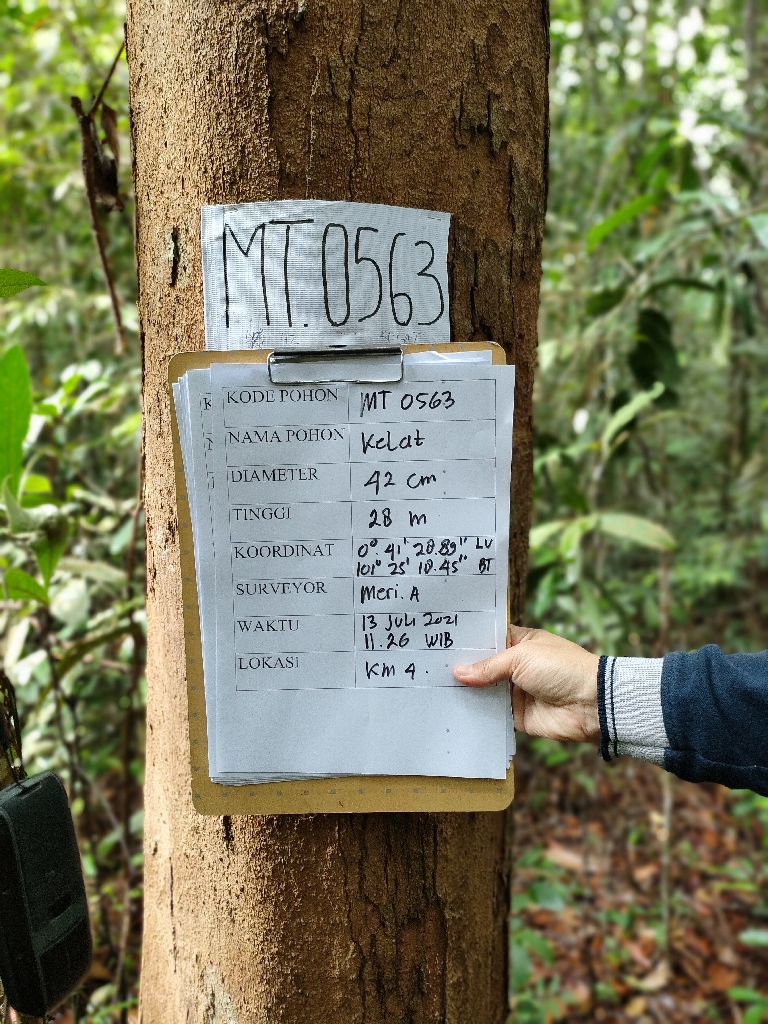 MT.0563
KODE POHON MT 0563
NAMA POHON Kelat
DIAMETER 42 cm
TINGGI 28 m
KOORDINAT 0° 41' 28.89" LU
101° 25' 18.45" BT
SURVEYOR Meri. A
WAKTU 13 Juli 2021
11.26 WIB
LOKASI KM 4.